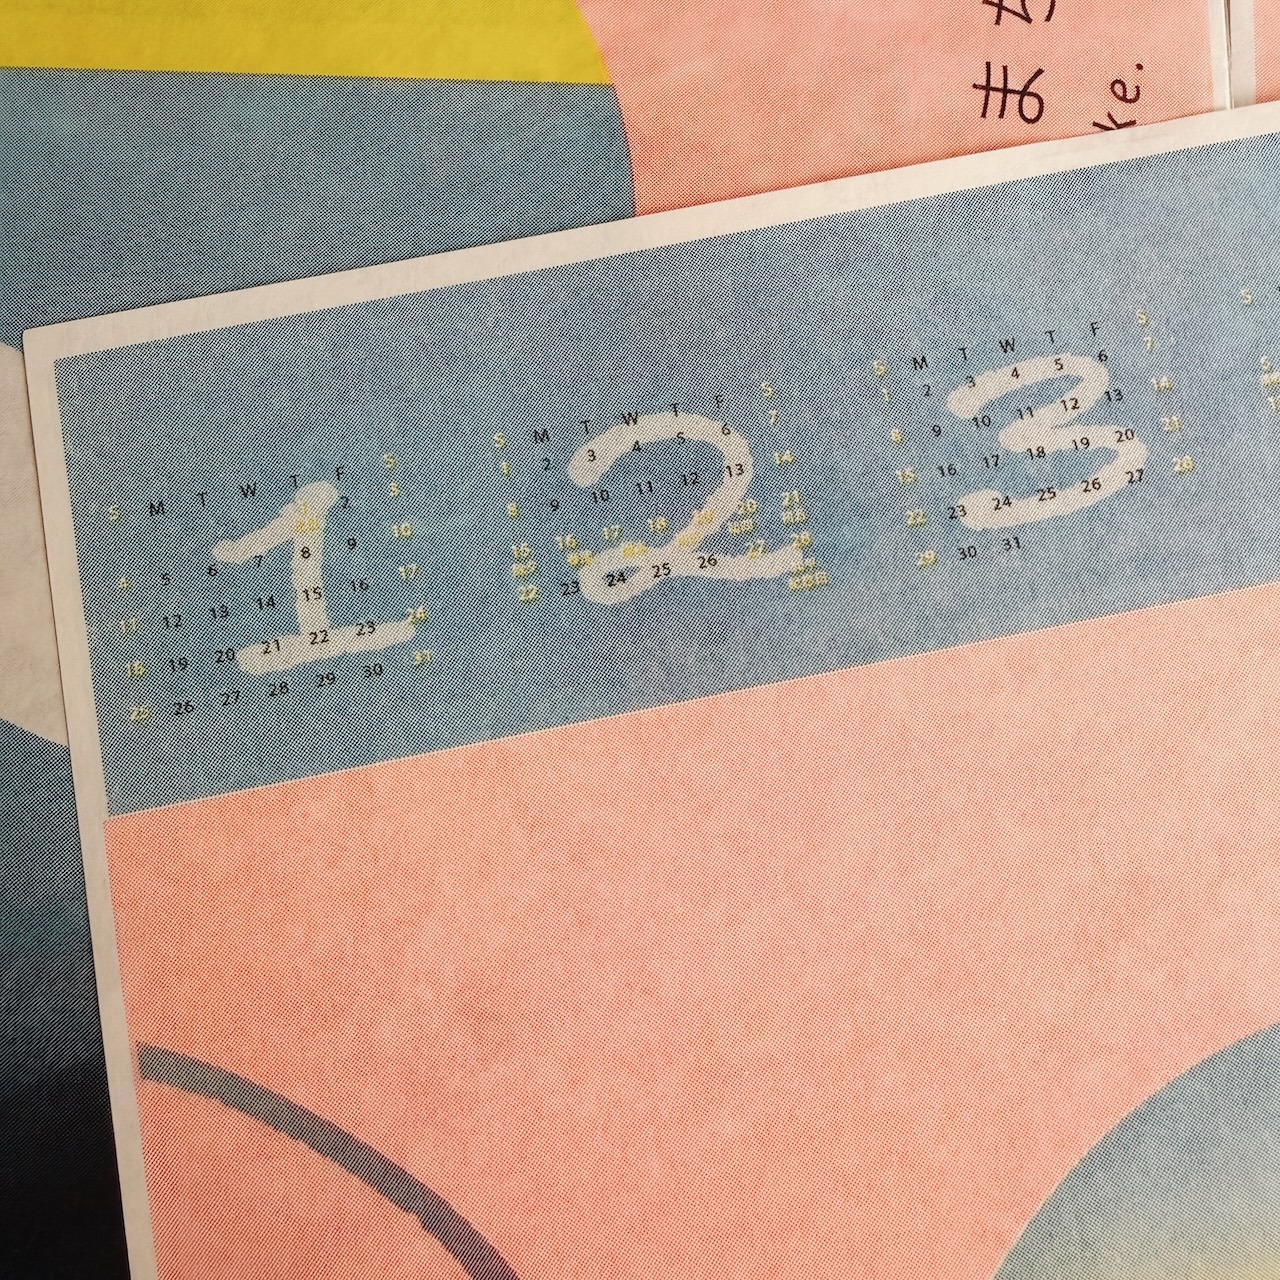 ま
ke.
1
S M T W T F S
1 2 3
4 5 6 7 8 9 10
11 12 13 14 15 16 17
18 19 20 21 22 23 24
25 26 27 28 29 30 31
2
S M T W T F S
1 2 3 4 5 6 7
8 9 10 11 12 13 14
15 16 17 18 19 20 21
22 23 24 25 26 27 28
3
S M T W T F S
1 2 3 4 5 6 7
8 9 10 11 12 13 14
15 16 17 18 19 20 21
22 23 24 25 26 27 28
29 30 31
S